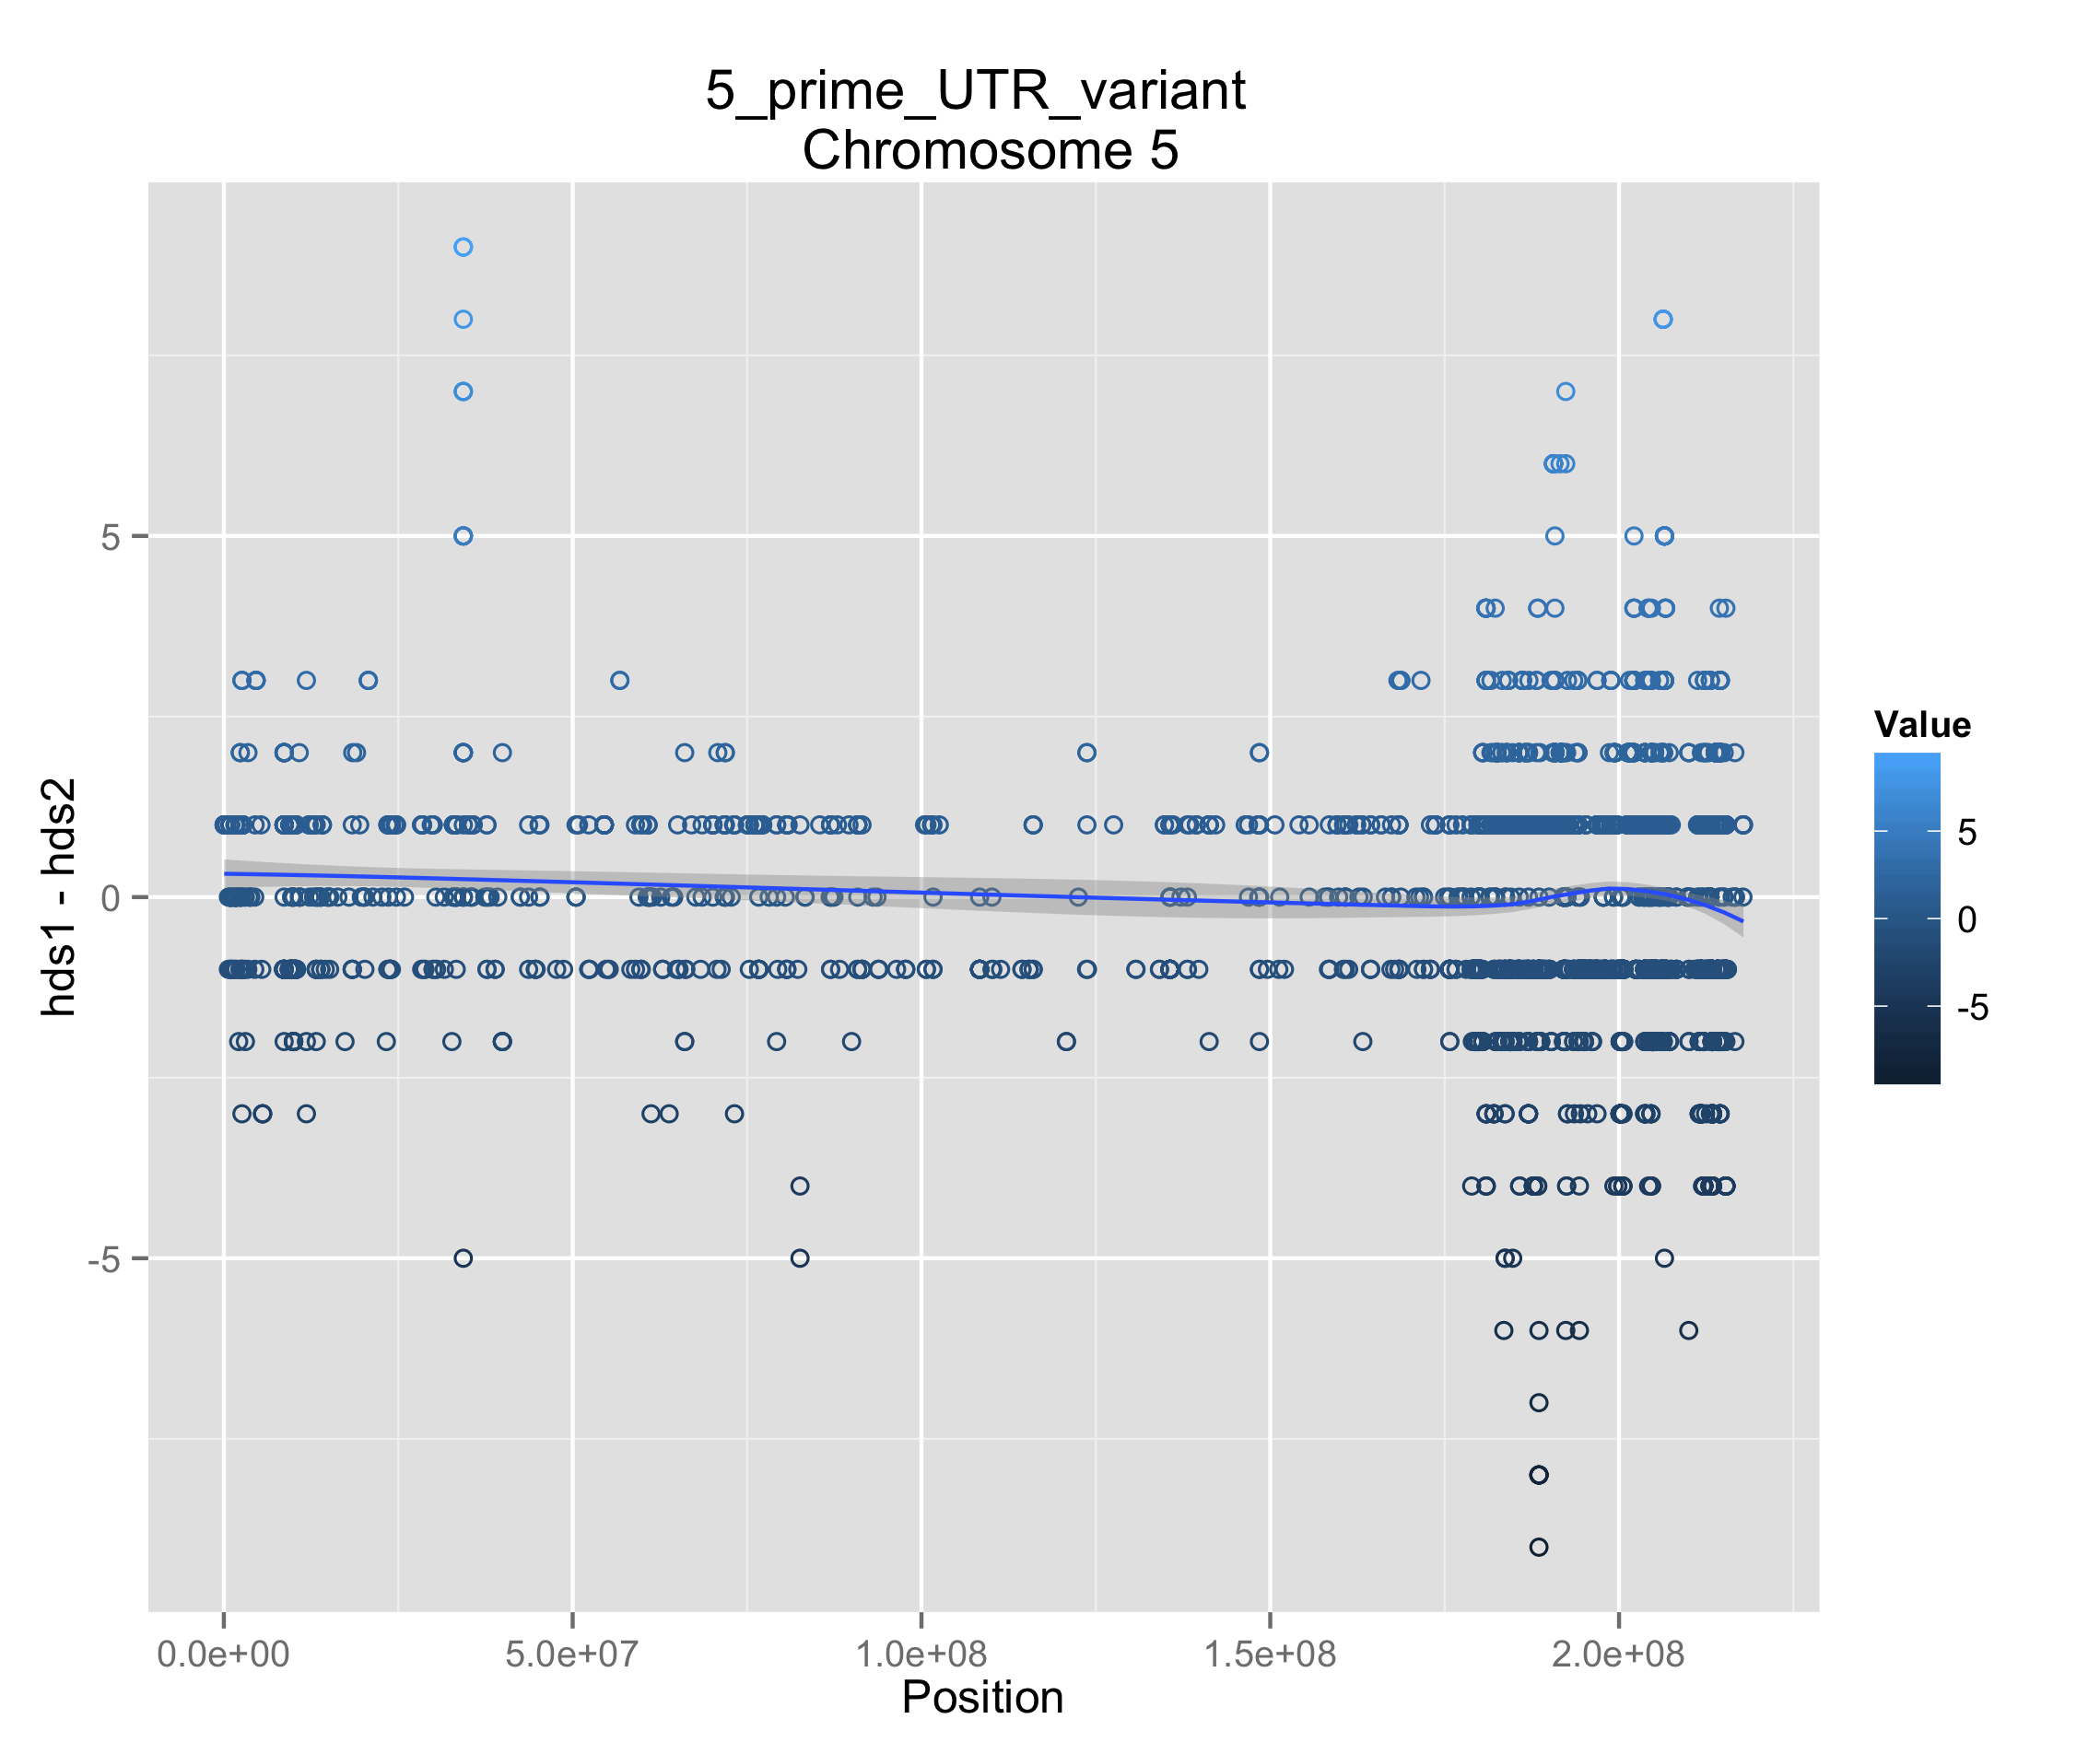 5_prime_UTR_variant
Chromosome 5
hds1 - hds2
5
0
-5
0.0e+00
5.0e+07
1.0e+08
1.5e+08
2.0e+08
Position
Value
5
0
-5